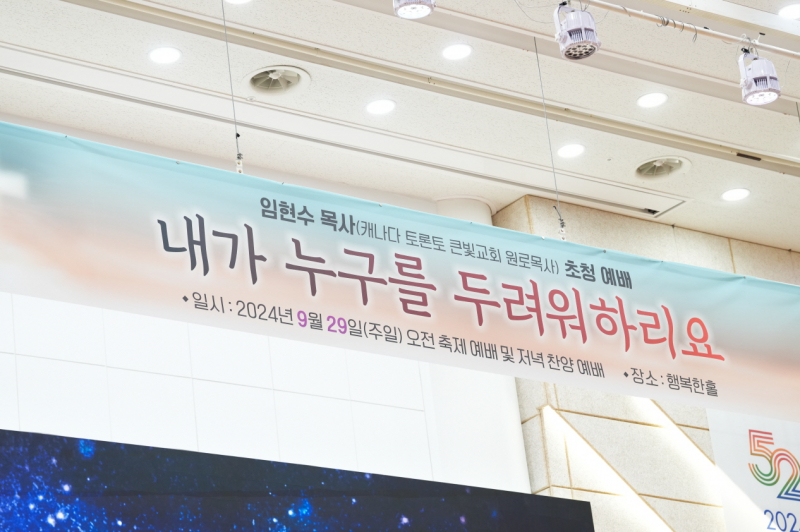 임현수 목사(캐나다 토론토 큰빛교회 원로목사) 초청 예배
내가 누구를 두려워하리요
◆일시 : 2024년 9월 29일(주일) 오전 축제 예배 및 저녁 찬양 예배 ◆장소 : 행복한홀
52
202